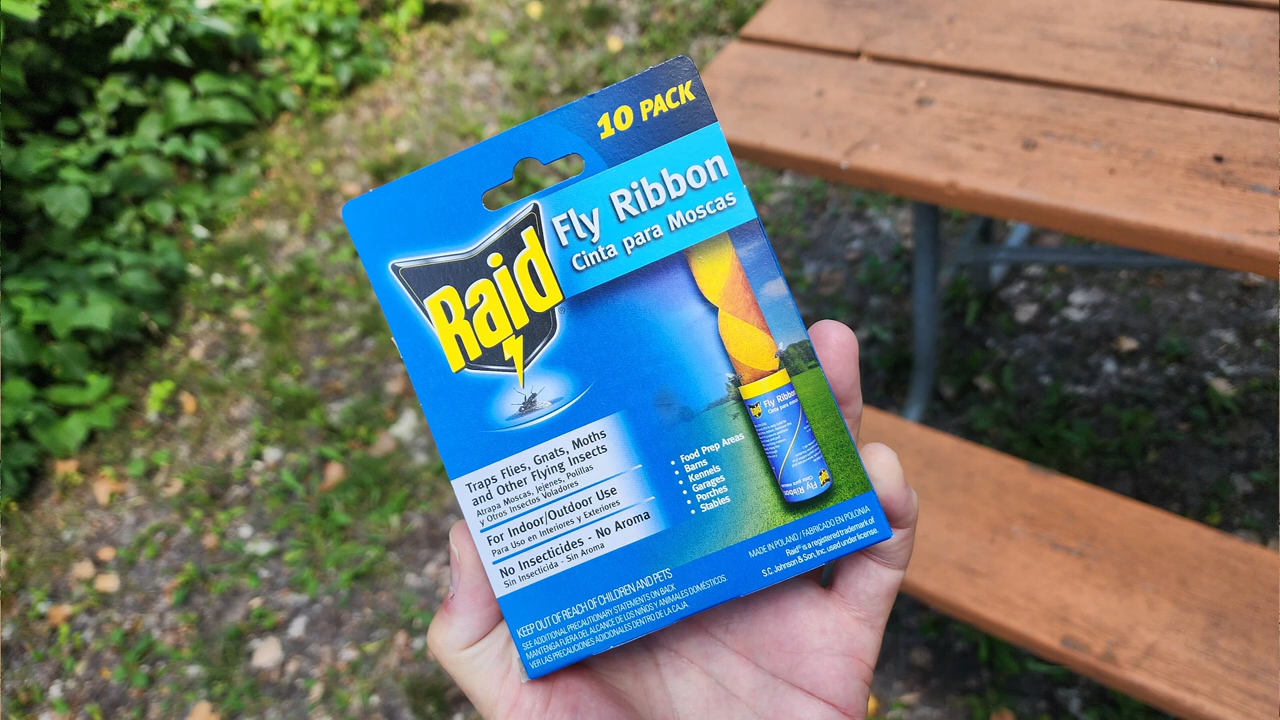 10 PACK
Fly Ribbon
Cinta para Moscas
Raid
Traps Flies, Gnats, Moths
and Other Flying Insects
Atrapa Moscas, Jejenes, Polillas
y Otros Insectos Voladores
For Indoor/Outdoor Use
Para Uso en Interiores y Exteriores
No Insecticides - No Aroma
Sin Insecticida - Sin Aroma
• Food Prep Areas
• Barns
• Kennels
• Garages
• Porches
• Stables
Fly Ribbon
Cinta para
Fly Ribbon
KEEP OUT OF REACH OF CHILDREN AND PETS
SEE ADDITIONAL PRECAUTIONARY STATEMENTS ON BACK
MANTENGA FUERA DEL ALCANCE DE LOS NIÑOS Y ANIMALES DOMÉSTICOS.
VER LAS PRECAUCIONES ADICIONALES DENTRO DE LA CAJA.
MADE IN POLAND / FABRICADO EN POLONIA
Raid® is a registered trademark of
S.C. Johnson & Son, Inc. used under license.